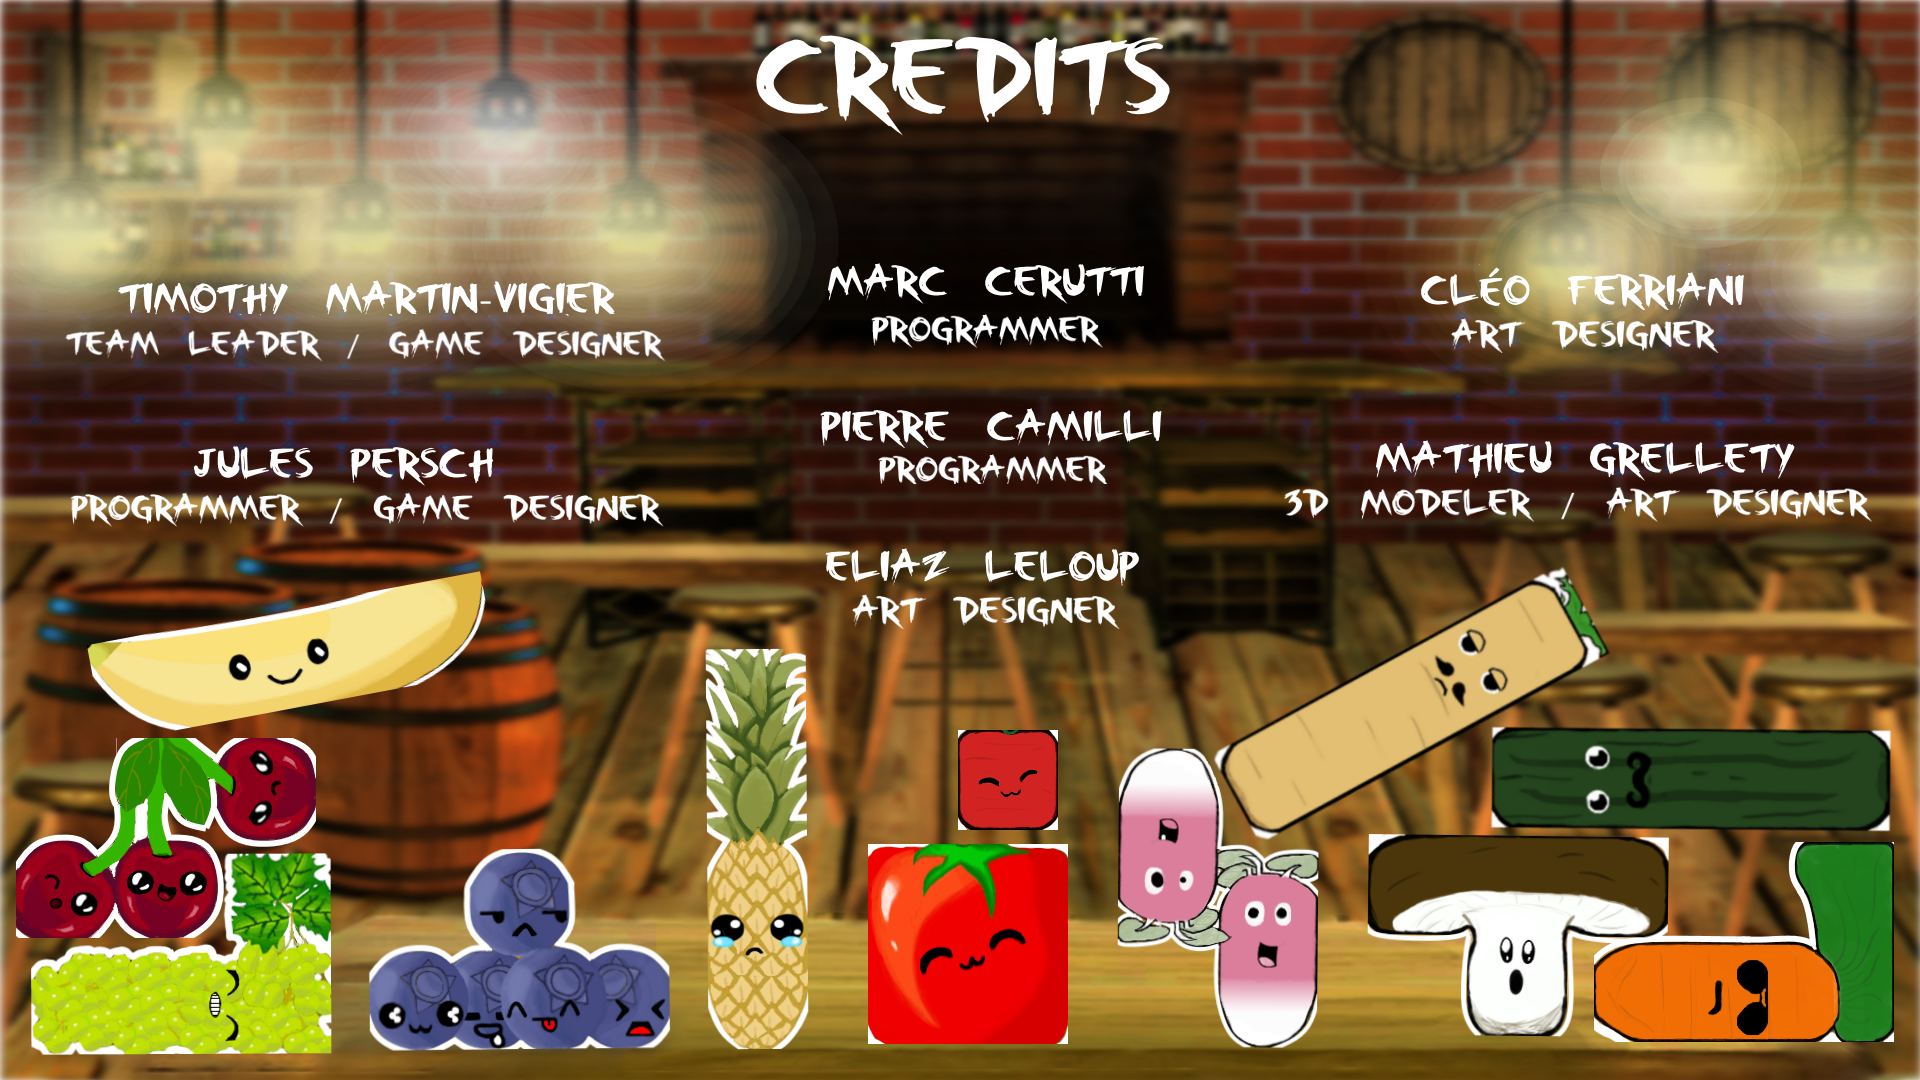 CREDITS
TIMOTHY MARTIN-VIGIER
TEAM LEADER / GAME DESIGNER
JULES PERSCH
PROGRAMMER / GAME DESIGNER
MARC CERUTTI
PROGRAMMER
PIERRE CAMILLI
PROGRAMMER
ELIAZ LELOUP
ART DESIGNER
CLÉO FERRIANI
ART DESIGNER
MATHIEU GRELLETY
3D MODELER / ART DESIGNER